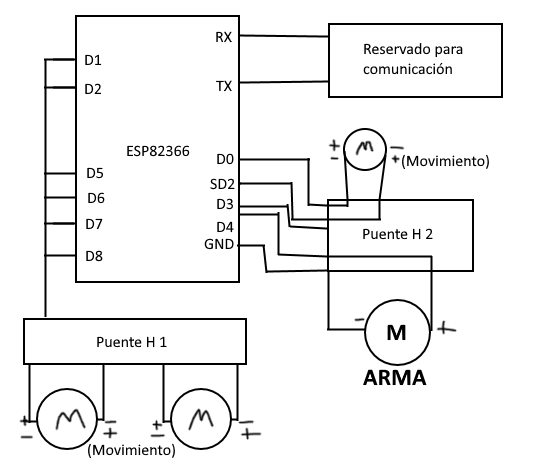 RX
Reservado para
comunicación
D1
D2
TX
ESP82366
D0
M
+
-
-
+
(Movimiento)
D5
SD2
D6
D3
D7
D4
Puente H 2
D8
GND
Puente H 1
-
M
+
ARMA
+
-
M
-
+
+
-
M
-
+
(Movimiento)